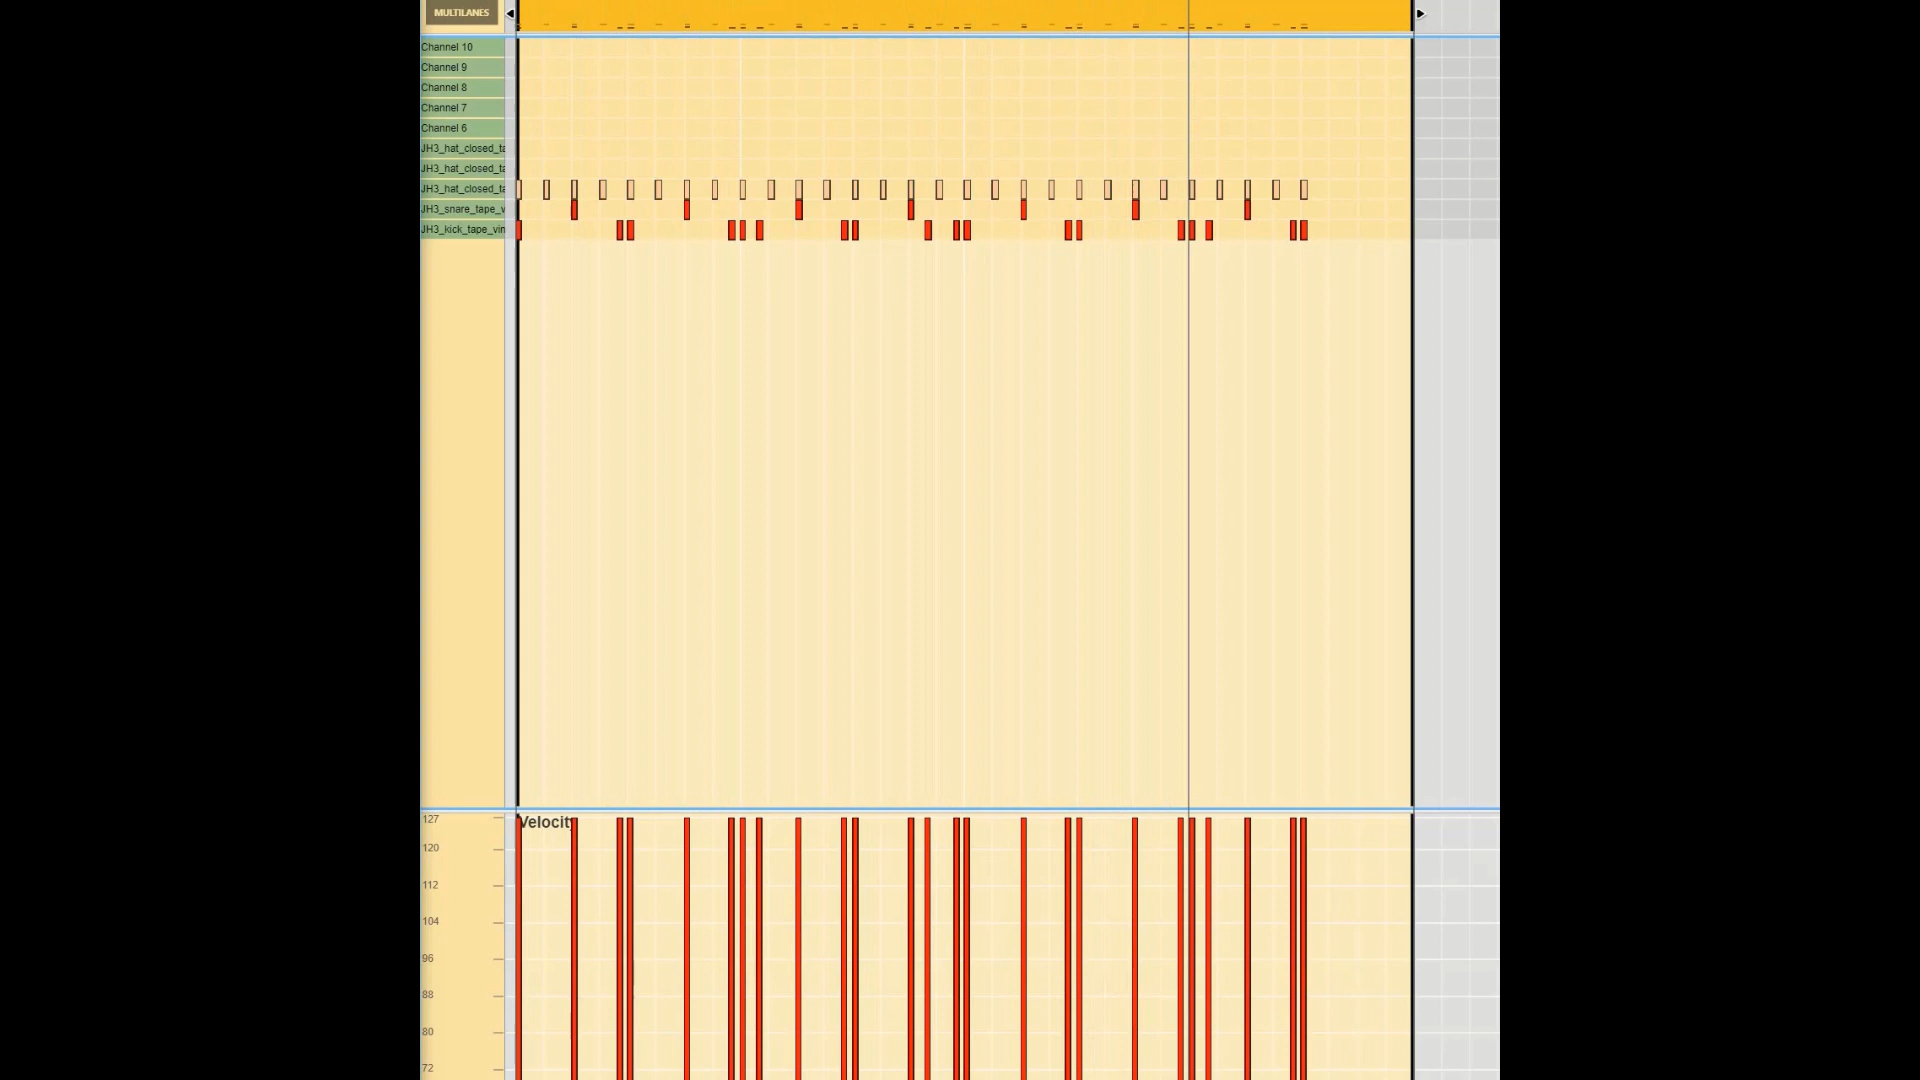 MULTILANES
Channel 10
Channel 9
Channel 8
Channel 7
Channel 6
JH3_hat_closed_ta
JH3_hat_closed_ta
JH3_hat_closed_ta
JH3_snare_tape_v
JH3_kick_tape_vin
Velocity
127
120
112
104
96
88
80
72